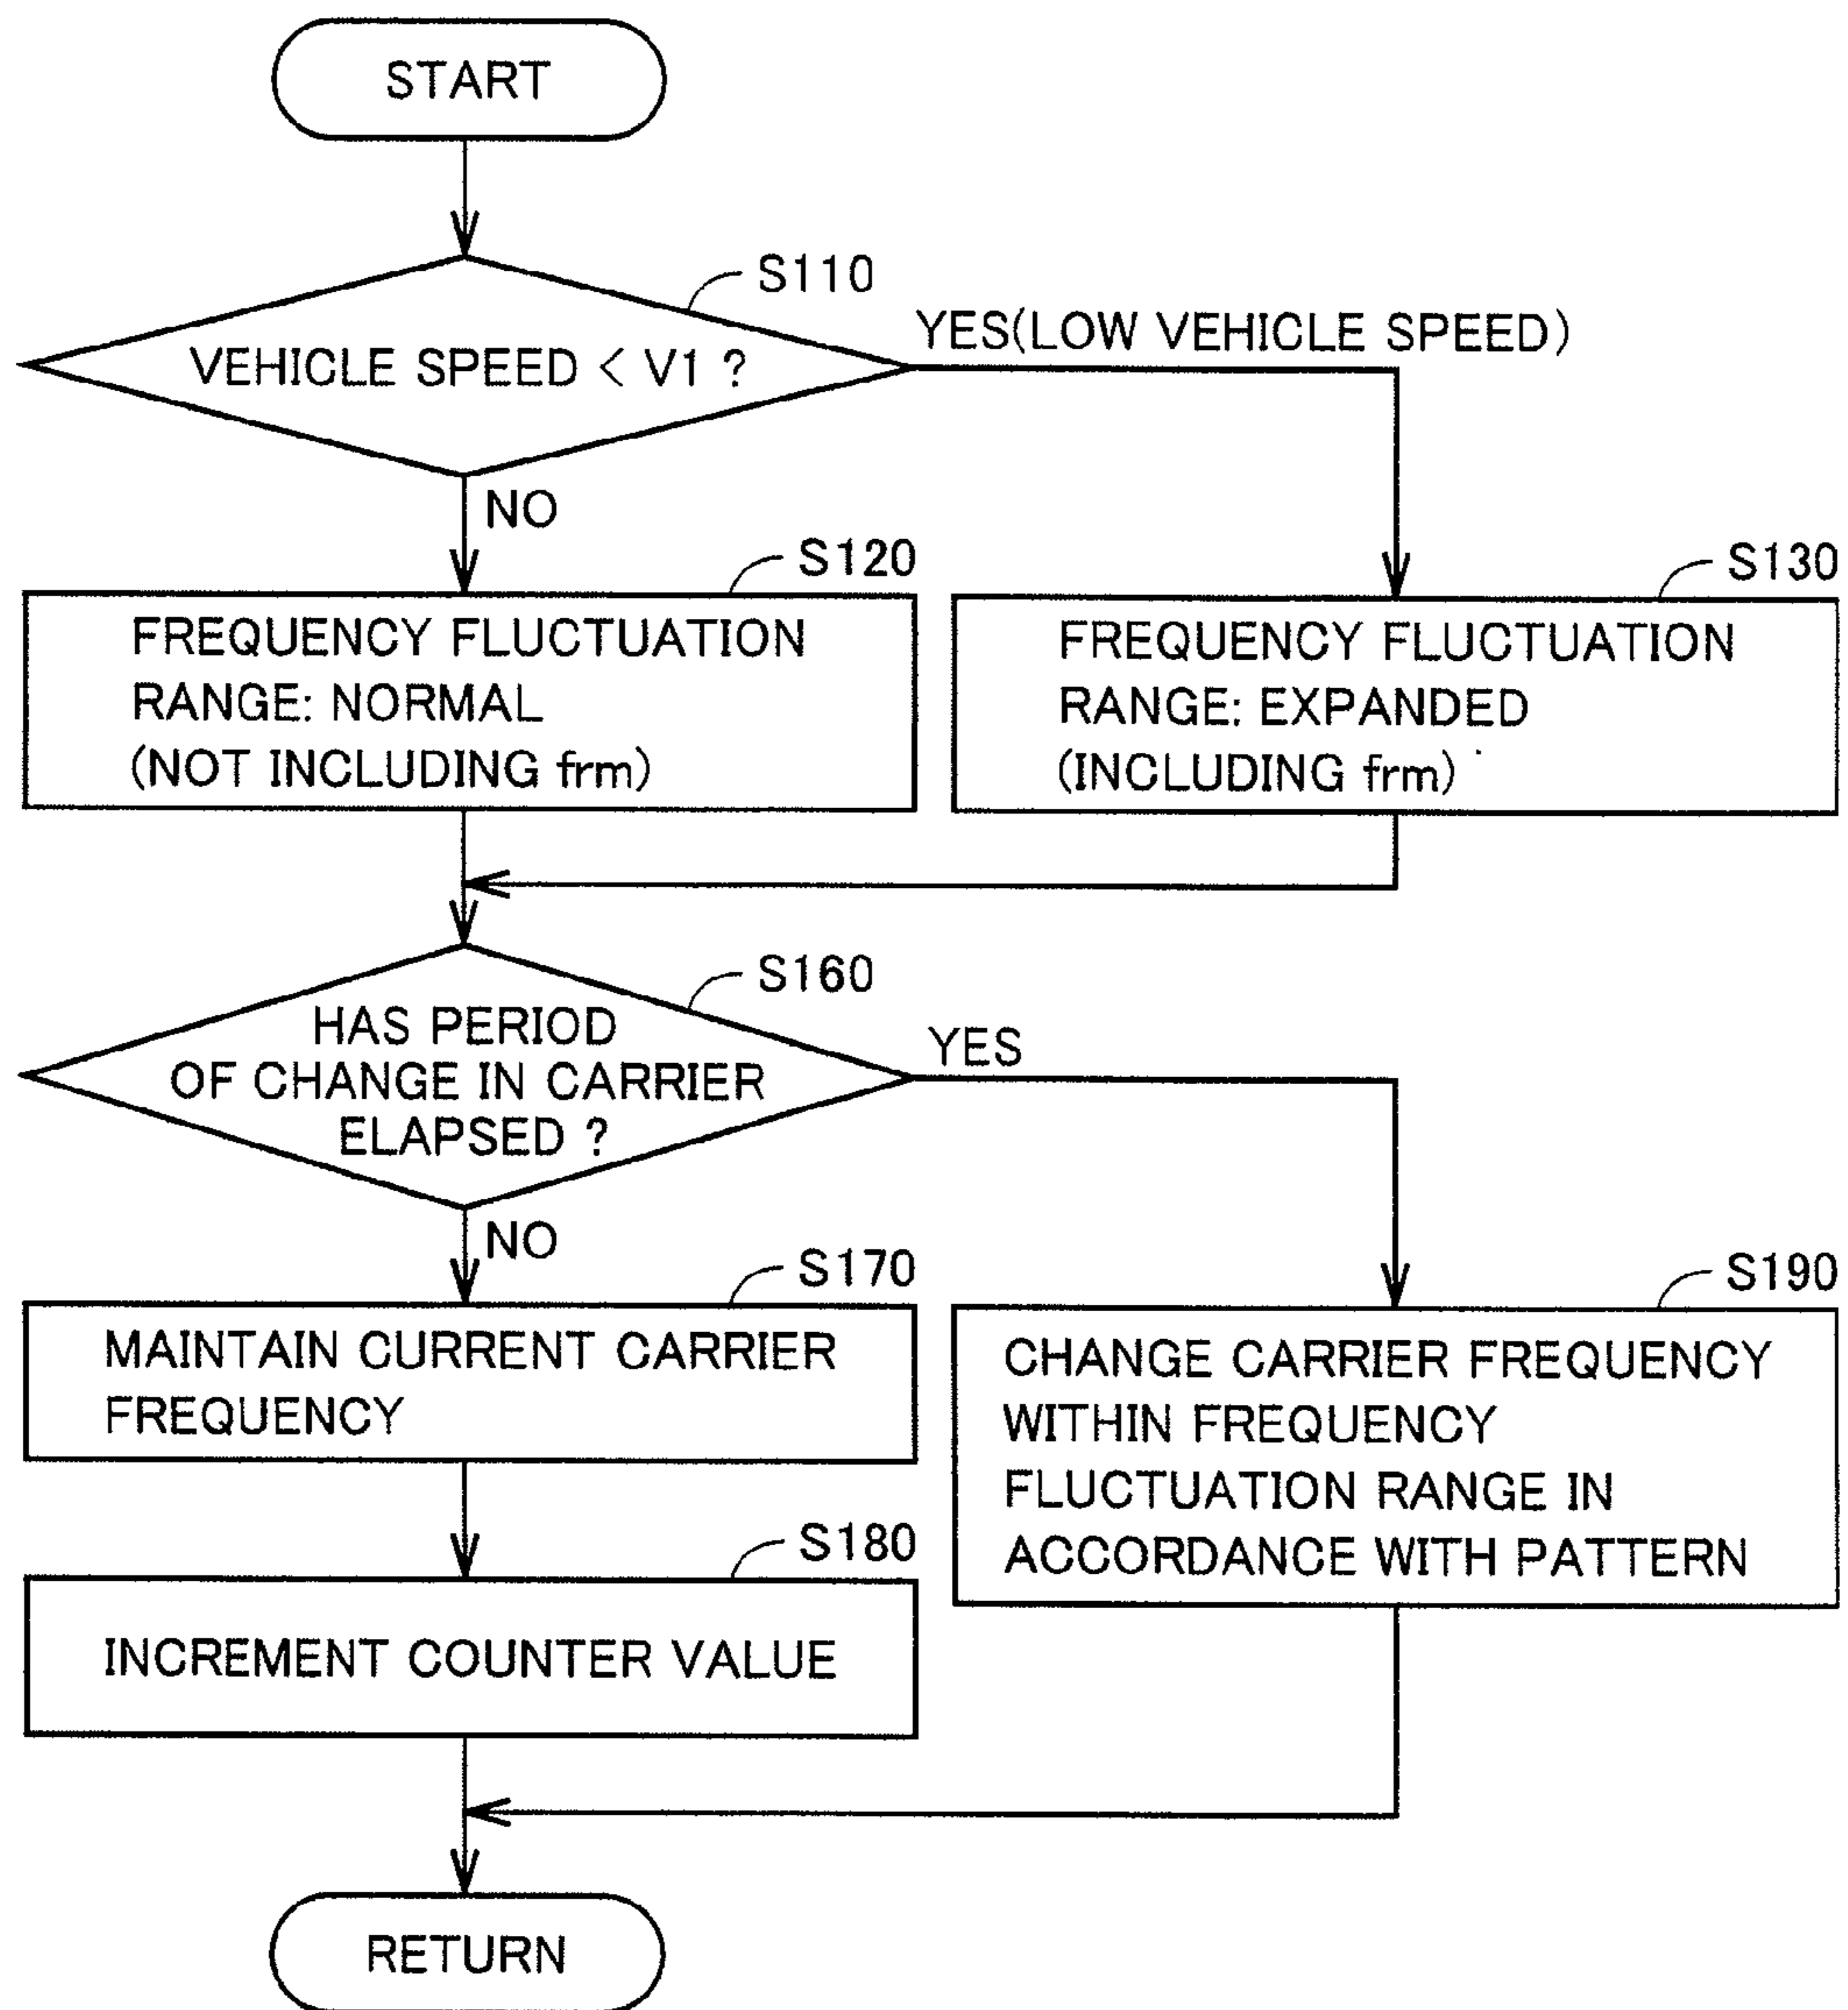 START
S110
VEHICLE SPEED < V1 ?
YES(LOW VEHICLE SPEED)
NO
S120
FREQUENCY FLUCTUATION
RANGE: NORMAL
(NOT INCLUDING frm)
S130
FREQUENCY FLUCTUATION
RANGE: EXPANDED
(INCLUDING frm)
S160
HAS PERIOD
OF CHANGE IN CARRIER
ELAPSED ?
YES
NO
S170
MAINTAIN CURRENT CARRIER
FREQUENCY
S190
CHANGE CARRIER FREQUENCY
WITHIN FREQUENCY
FLUCTUATION RANGE IN
ACCORDANCE WITH PATTERN
S180
INCREMENT COUNTER VALUE
RETURN